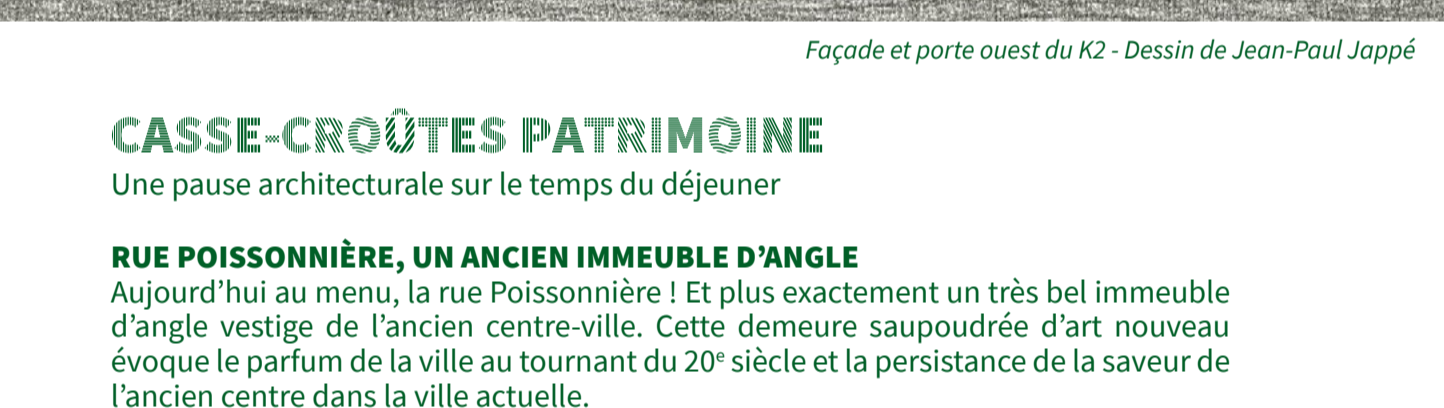 Façade et porte ouest du K2 - Dessin de Jean-Paul Jappé
CASSE-CROÛTES PATRIMOINE
Une pause architecturale sur le temps du déjeuner
RUE POISSONNIÈRE, UN ANCIEN IMMEUBLE D’ANGLE
Aujourd’hui au menu, la rue Poissonnière ! Et plus exactement un très bel immeuble
d’angle vestige de l’ancien centre-ville. Cette demeure saupoudrée d’art nouveau
évoque le parfum de la ville au tournant du 20e siècle et la persistance de la saveur de
l’ancien centre dans la ville actuelle.